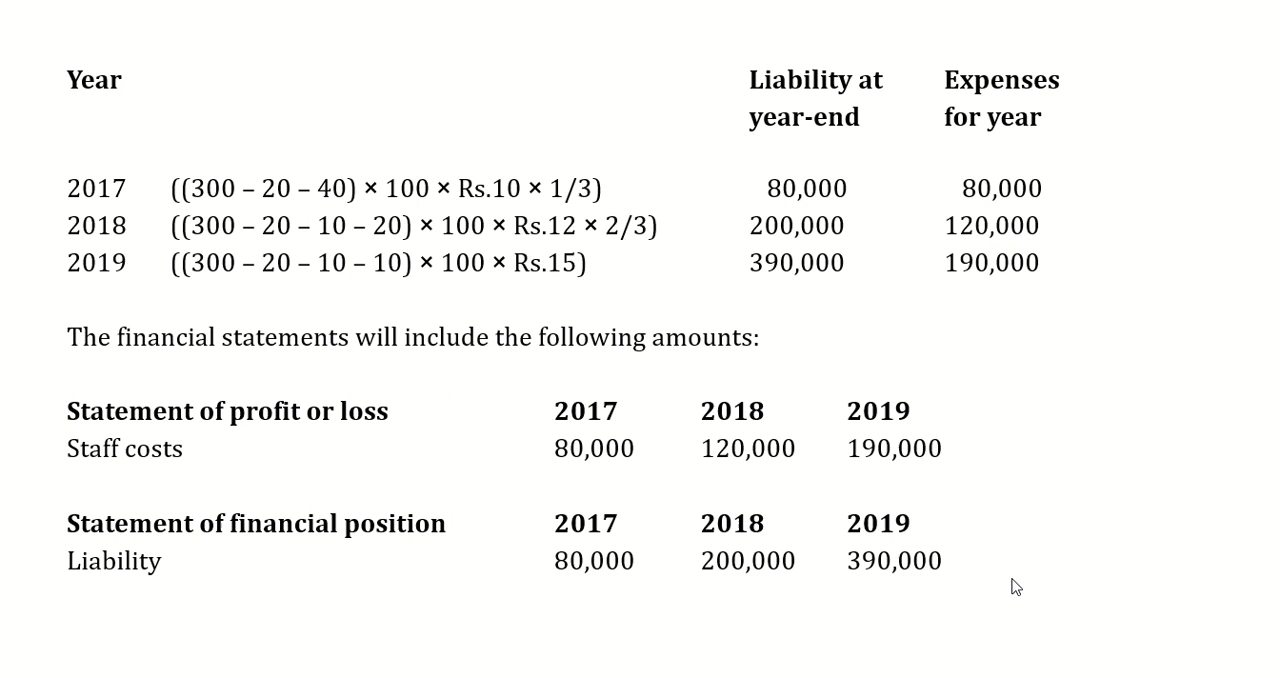 Year Liability at Expenses
year-end for year
2017 ((300 – 20 – 40) × 100 × Rs.10 × 1/3) 80,000 80,000
2018 ((300 – 20 – 10 – 20) × 100 × Rs.12 × 2/3) 200,000 120,000
2019 ((300 – 20 – 10 – 10) × 100 × Rs.15) 390,000 190,000
The financial statements will include the following amounts:
Statement of profit or loss 2017 2018 2019
Staff costs 80,000 120,000 190,000
Statement of financial position 2017 2018 2019
Liability 80,000 200,000 390,000